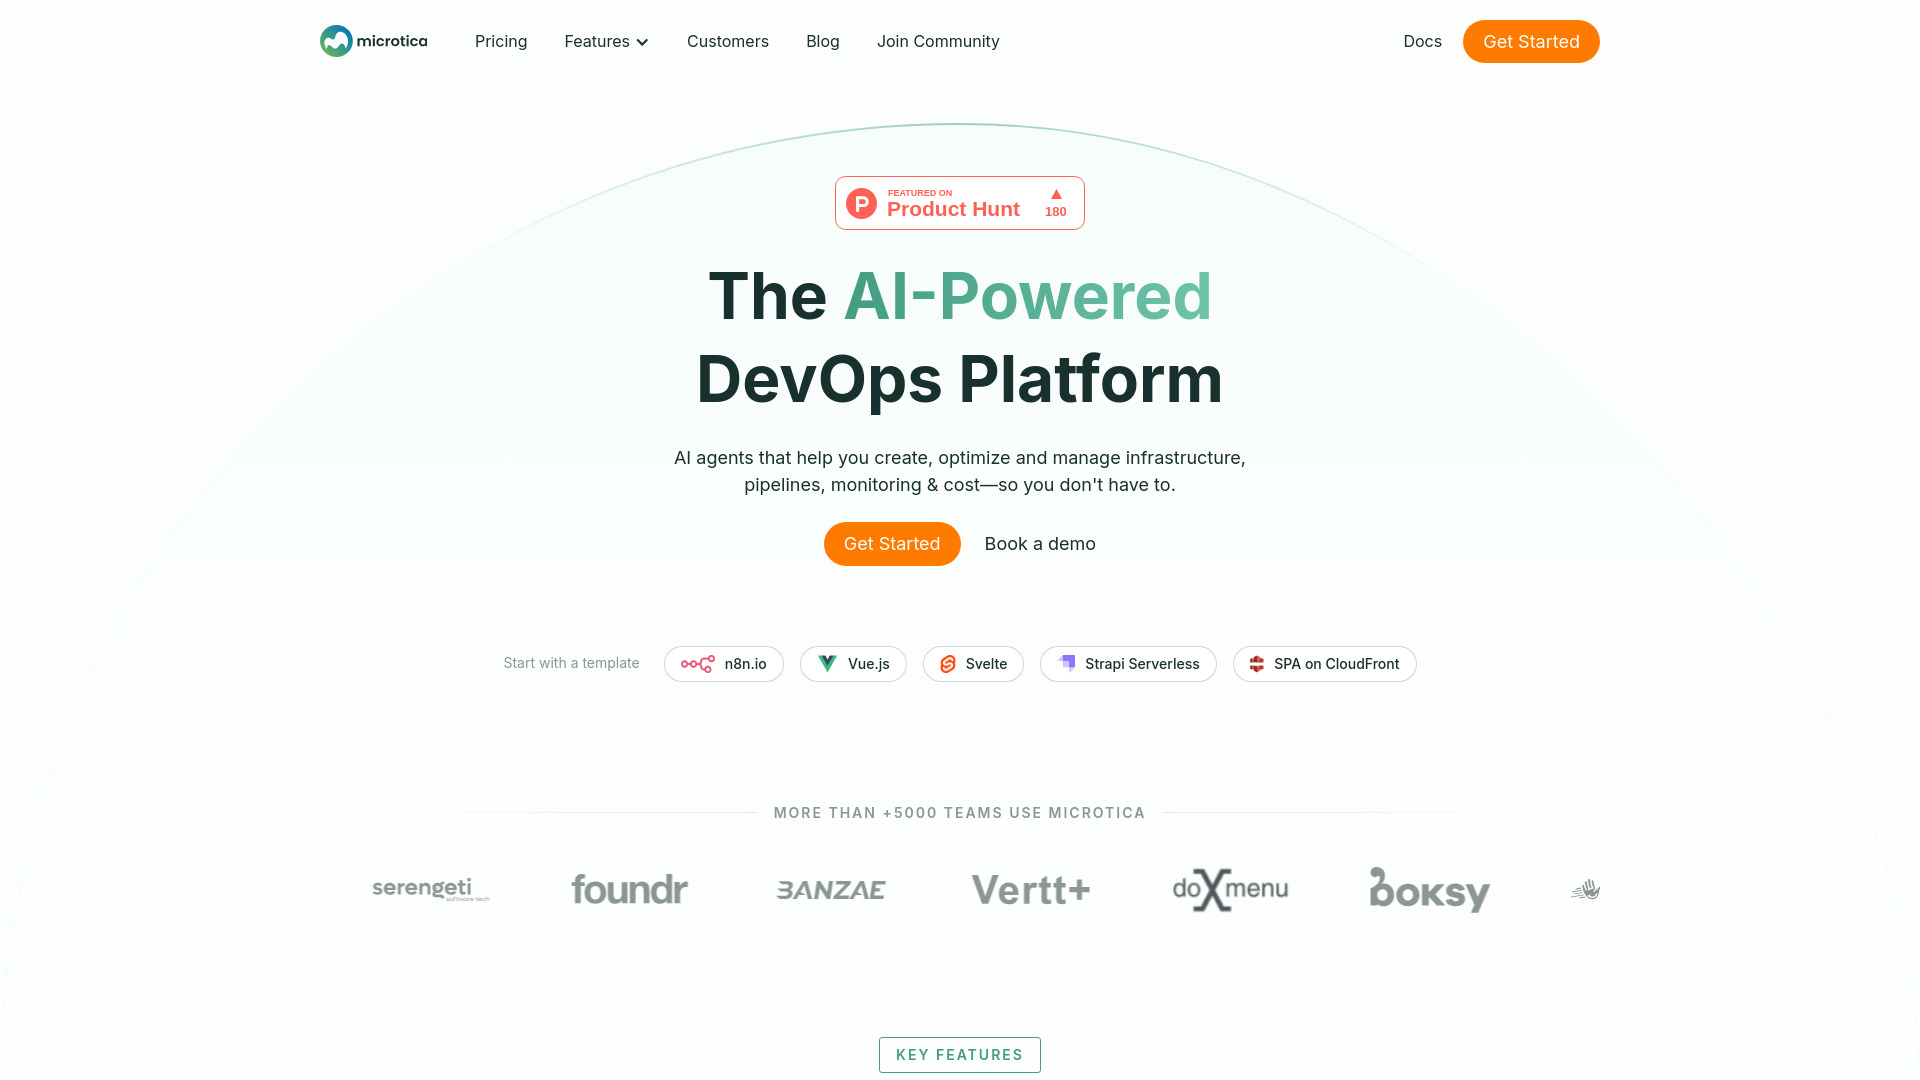 microtica
Pricing
Features
Customers
Blog
Join Community
Docs
Get Started
FEATURED ON
Product Hunt
180
The AI-Powered
DevOps Platform
AI agents that help you create, optimize and manage infrastructure,
pipelines, monitoring & cost—so you don't have to.
Get Started
Book a demo
Start with a template
n8n.io
Vue.js
Svelte
Strapi Serverless
SPA on CloudFront
MORE THAN +5000 TEAMS USE MICROTICA
serengeti
software tech
foundr
BANZAE
Vertt+
doXmenu
boksy
KEY FEATURES